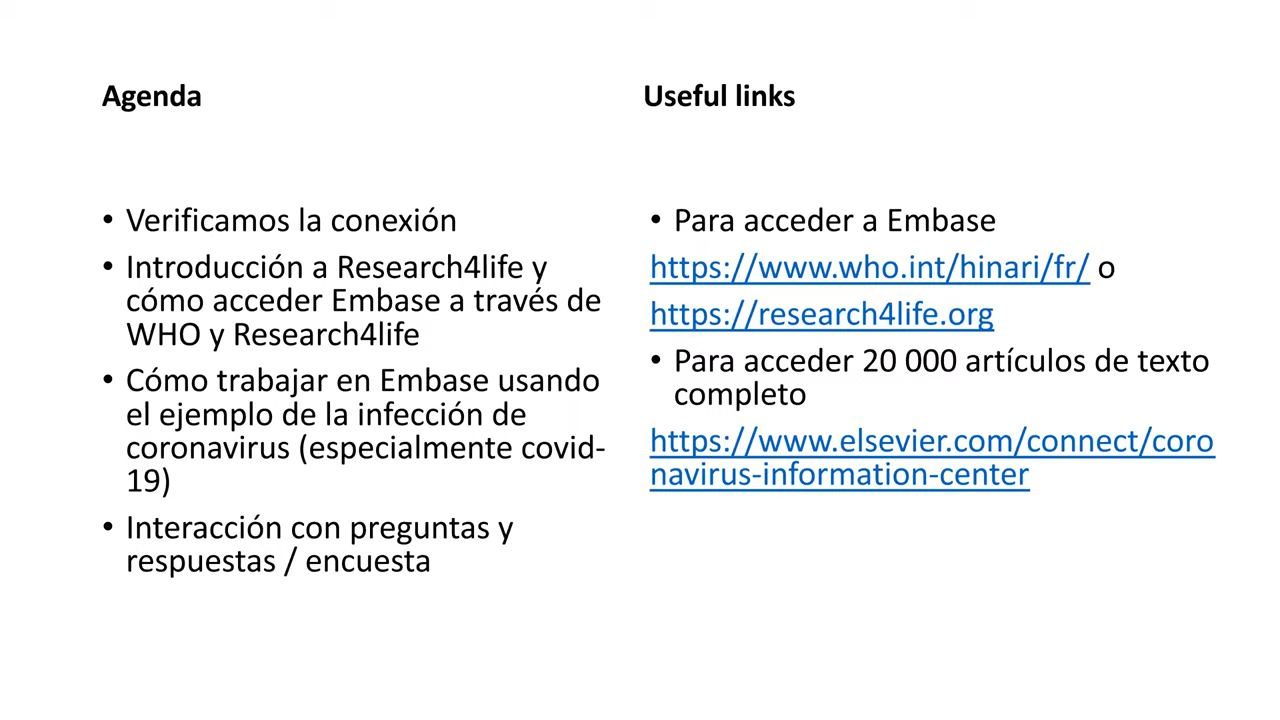 Agenda
• Verificamos la conexión
• Introducción a Research4life y
cómo acceder Embase a través de
WHO y Research4life
• Cómo trabajar en Embase usando
el ejemplo de la infección de
coronavirus (especialmente covid-
19)
• Interacción con preguntas y
respuestas / encuesta
Useful links
• Para acceder a Embase
https://www.who.int/hinari/fr/ o
https://research4life.org
• Para acceder 20 000 artículos de texto
completo
https://www.elsevier.com/connect/coro
navirus-information-center